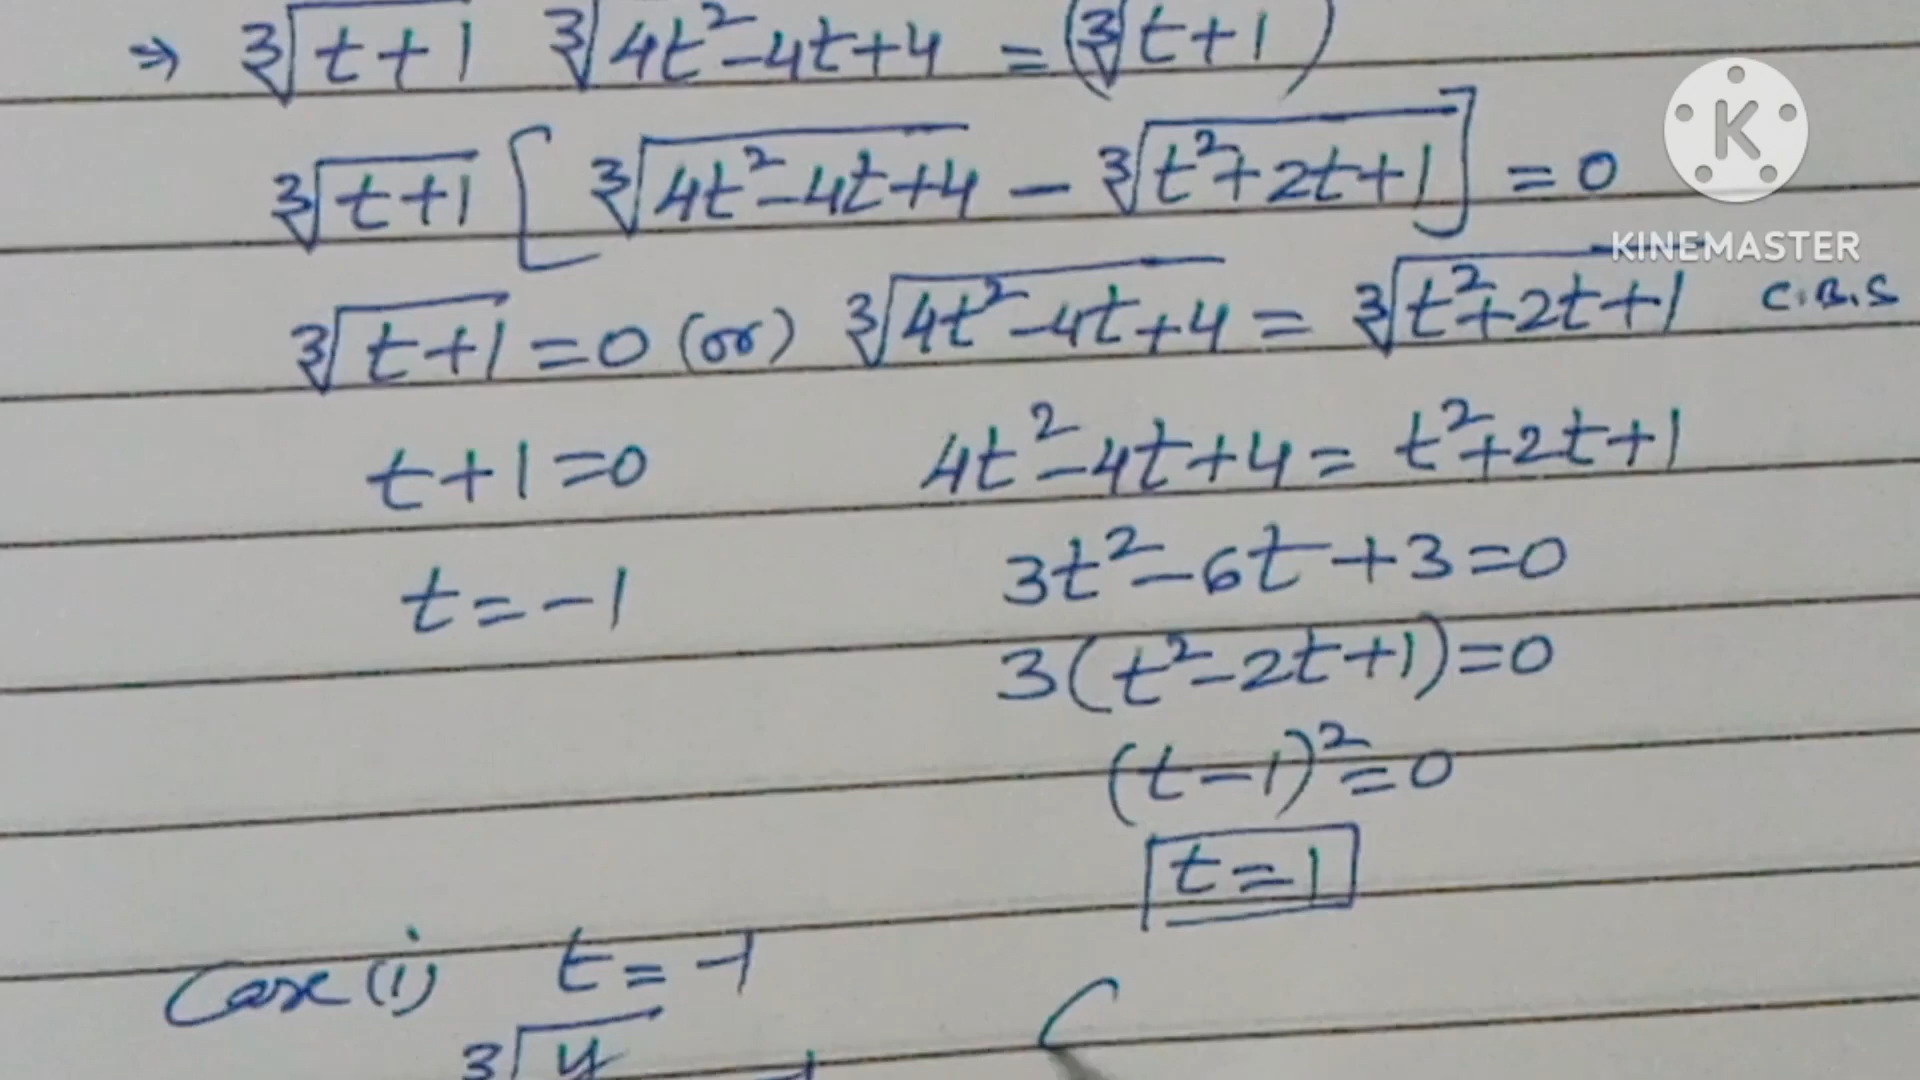 ⇒ ∛(t+1) ∛(4t²-4t+4) = (∛t+1)
∛(t+1) [ ∛(4t²-4t+4) - ∛(t²+2t+1) ] = 0
∛(t+1) = 0 (or) ∛(4t²-4t+4) = ∛(t²+2t+1) C.B.S
t+1=0 4t²-4t+4 = t²+2t+1
t=-1 3t²-6t+3=0
3(t²-2t+1)=0
(t-1)²=0
t=1
Case (i) t=-1
∛y
K
KINEMASTER